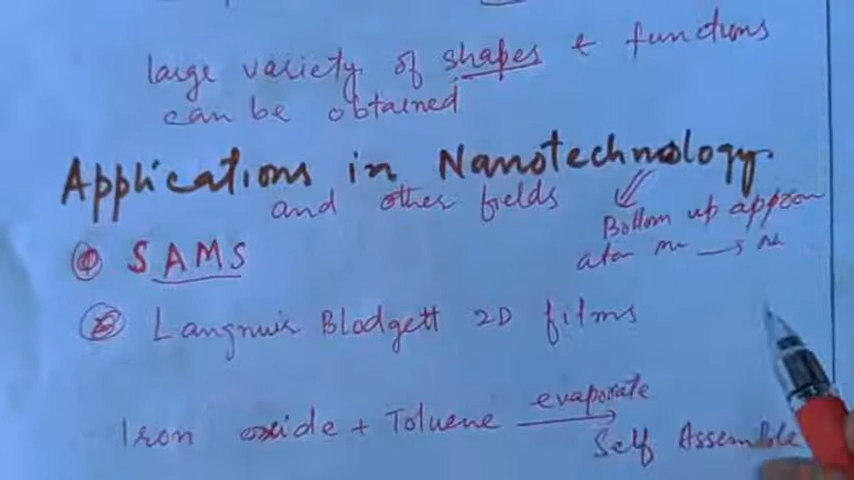 large variety of shapes & functions
can be obtained
Applications in Nanotechnology
and other fields
Bottom up
① SAMS
② Langmuir Blodgett 2D films
Iron oxide + Toluene evaporate →
Self Assemble